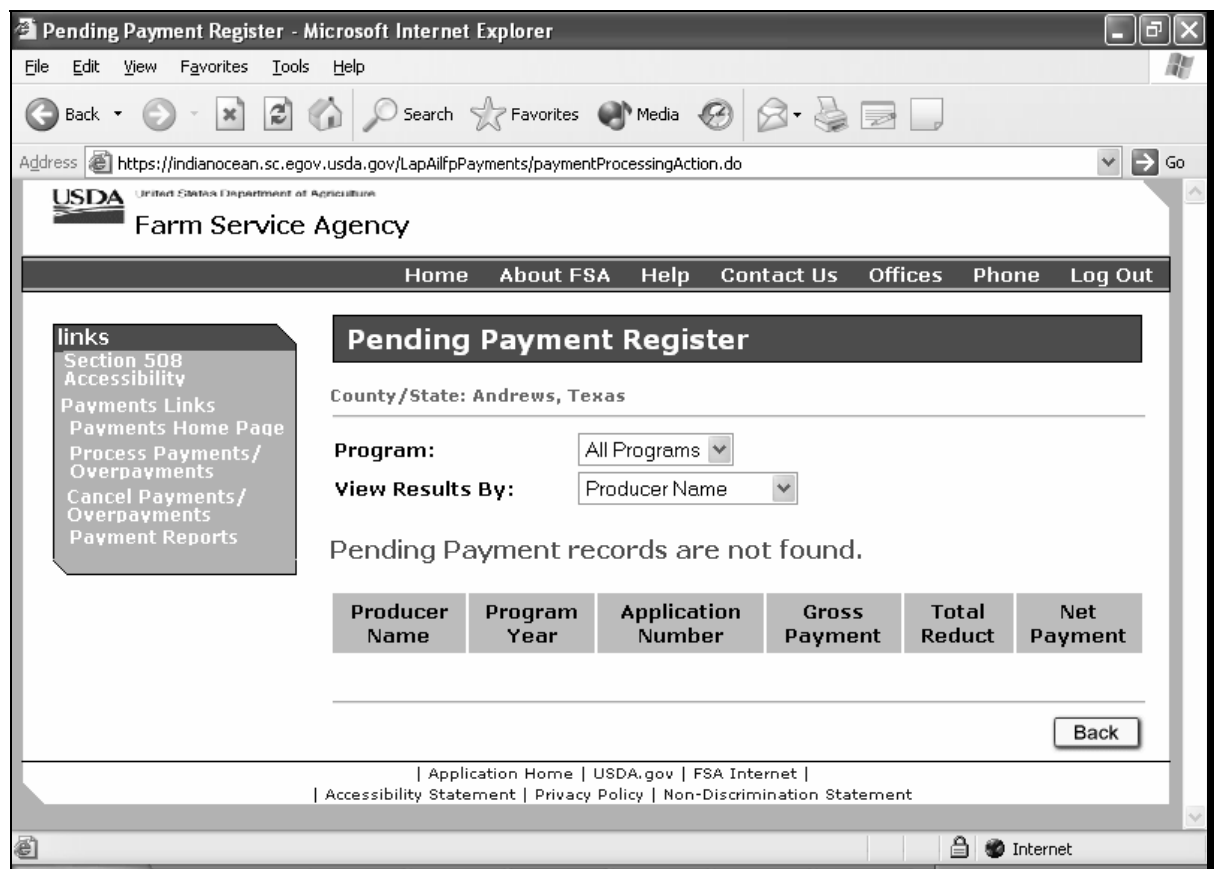 Pending Payment Register - Microsoft Internet Explorer
File Edit View Favorites Tools Help
Back Search Favorites Media
Address https://indianocean.sc.egov.usda.gov/LapAilfpPayments/paymentProcessingAction.do Go
USDA United States Department of Agriculture
Farm Service Agency
Home About FSA Help Contact Us Offices Phone Log Out
links
Section 508
Accessibility
Payments Links
Payments Home Page
Process Payments/
Overpayments
Cancel Payments/
Overpayments
Payment Reports
Pending Payment Register
County/State: Andrews, Texas
Program: All Programs
View Results By: Producer Name
Pending Payment records are not found.
Producer Name Program Year Application Number Gross Payment Total Reduct Net Payment
Back
| Application Home | USDA.gov | FSA Internet |
| Accessibility Statement | Privacy Policy | Non-Discrimination Statement
Internet